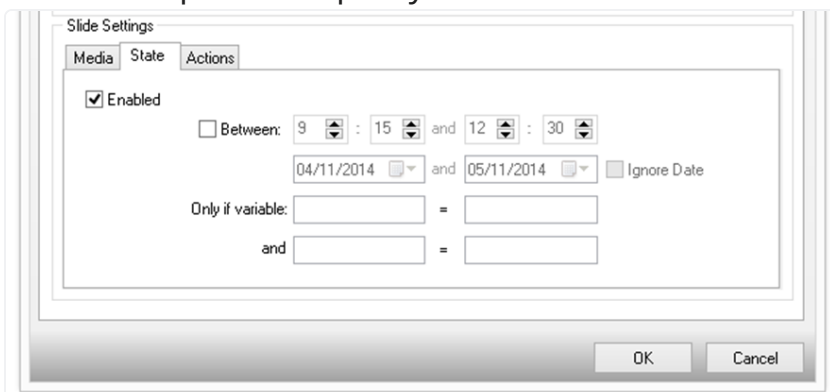 Slide Settings
Media State Actions
Enabled
Between: 9 : 15 and 12 : 30
04/11/2014 and 05/11/2014 Ignore Date
Only if variable: =
and =
OK Cancel